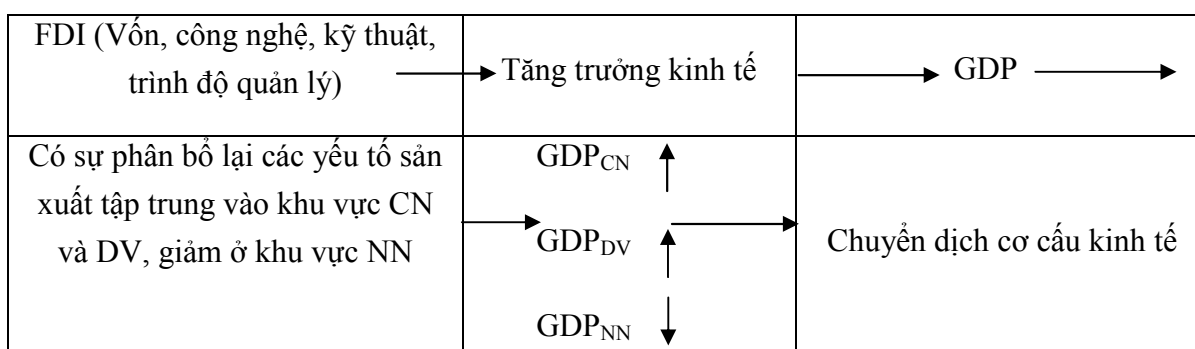 FDI (Vốn, công nghệ, kỹ thuật,
trình độ quản lý)
Tăng trưởng kinh tế
GDP
Có sự phân bổ lại các yếu tố sản
xuất tập trung vào khu vực CN
và DV, giảm ở khu vực NN
GDP_CN
GDP_DV
GDP_NN
Chuyển dịch cơ cấu kinh tế